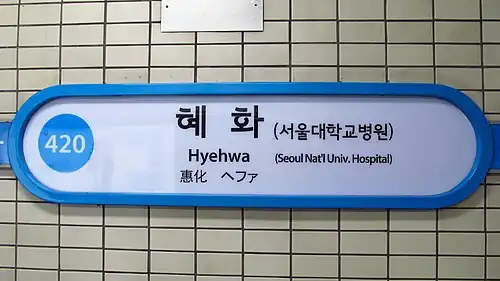 420
혜 화 (서울대학교병원)
Hyehwa (Seoul Nat'l Univ. Hospital)
惠化 ヘファ